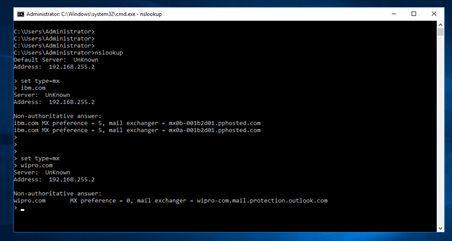 Administrator: C:\Windows\system32\cmd.exe - nslookup
C:\Users\Administrator>
C:\Users\Administrator>
C:\Users\Administrator>
C:\Users\Administrator>nslookup
Default Server:  UnKnown
Address:  192.168.255.2
> set type=mx
> ibm.com
Server:  UnKnown
Address:  192.168.255.2
Non-authoritative answer:
ibm.com MX preference = 5, mail exchanger = mx0b-001b2d01.pphosted.com
ibm.com MX preference = 5, mail exchanger = mx0a-001b2d01.pphosted.com
>
>
>
> set type=mx
> wipro.com
Server:  UnKnown
Address:  192.168.255.2
Non-authoritative answer:
wipro.com       MX preference = 0, mail exchanger = wipro-com.mail.protection.outlook.com
>